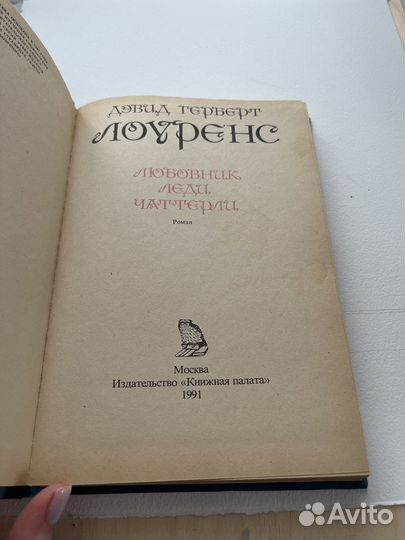 ДЭВИД ГЕРБЕРТ
ЛОУРЕНС
ЛЮБОВНИК
ЛЕДИ
ЧАТТЕРЛИ
Роман
Москва
Издательство «Книжная палата»
1991
Avito